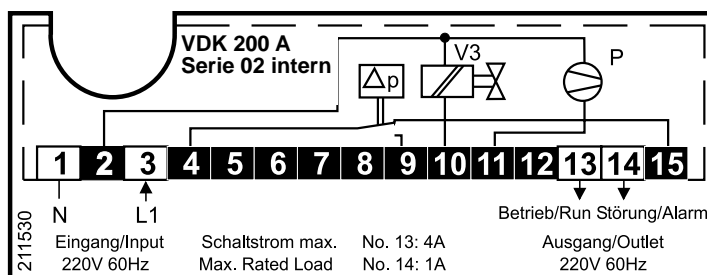 VDK 200 A
Serie 02 intern
V3
P
Δp
1 2 3 4 5 6 7 8 9 10 11 12 13 14 15
N L1 Betrieb/Run Störung/Alarm
Eingang/Input Schaltstrom max. No. 13: 4A Ausgang/Outlet
220V 60Hz Max. Rated Load No. 14: 1A 220V 60Hz
211530